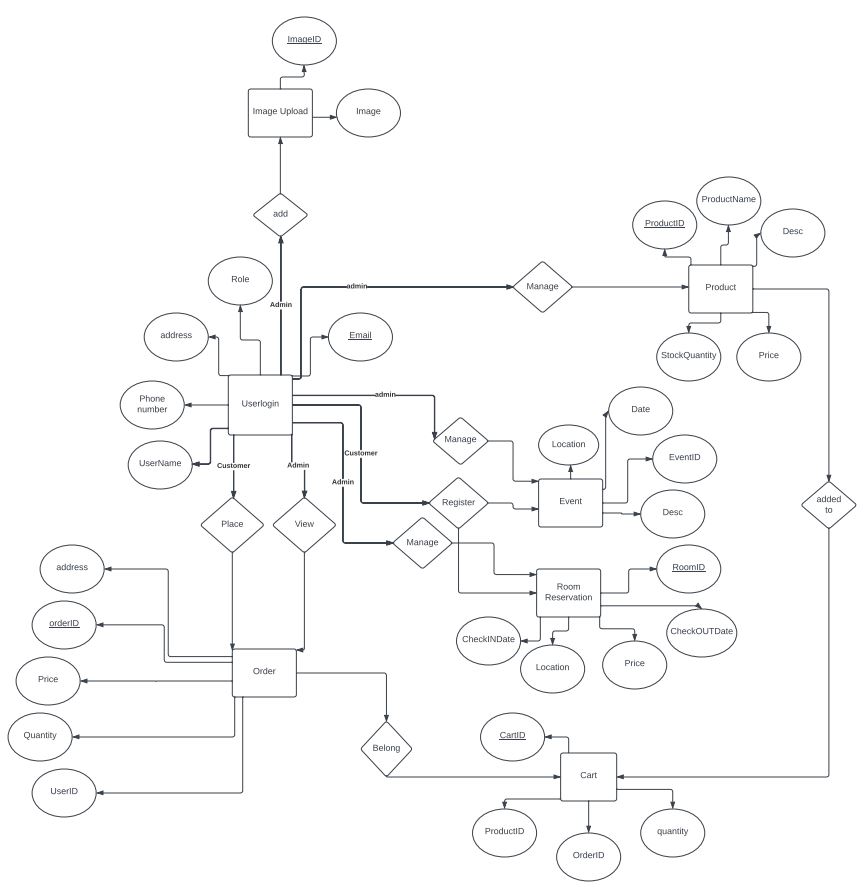 ImageID
Image Upload
Image
add
ProductName
ProductID
Desc
Role
Admin
admin
Manage
Product
address
Email
StockQuantity
Price
Phone
number
Userlogin
admin
Date
UserName
Customer
Admin
Customer
Admin
Manage
Location
EventID
Place
View
Register
Event
Desc
added
to
Manage
address
Room
Reservation
RoomID
orderID
CheckINDate
CheckOUTDate
Location
Price
Price
Order
Quantity
Belong
CartID
UserID
Cart
ProductID
OrderID
quantity